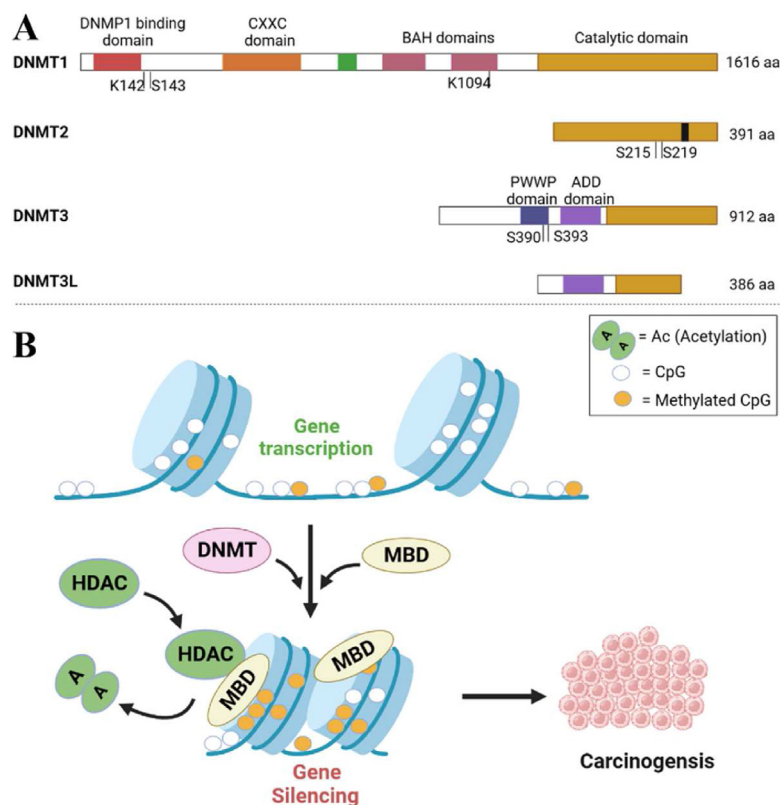 A
DNMP1 binding domain
CXXC domain
BAH domains
Catalytic domain
DNMT1
1616 aa
K142
S143
K1094
DNMT2
391 aa
S215
S219
PWWP domain
ADD domain
DNMT3
912 aa
S390
S393
DNMT3L
386 aa
B
A
A
= Ac (Acetylation)
= CpG
= Methylated CpG
Gene
transcription
DNMT
MBD
HDAC
HDAC
MBD
MBD
A
A
Gene
Silencing
Carcinogensis